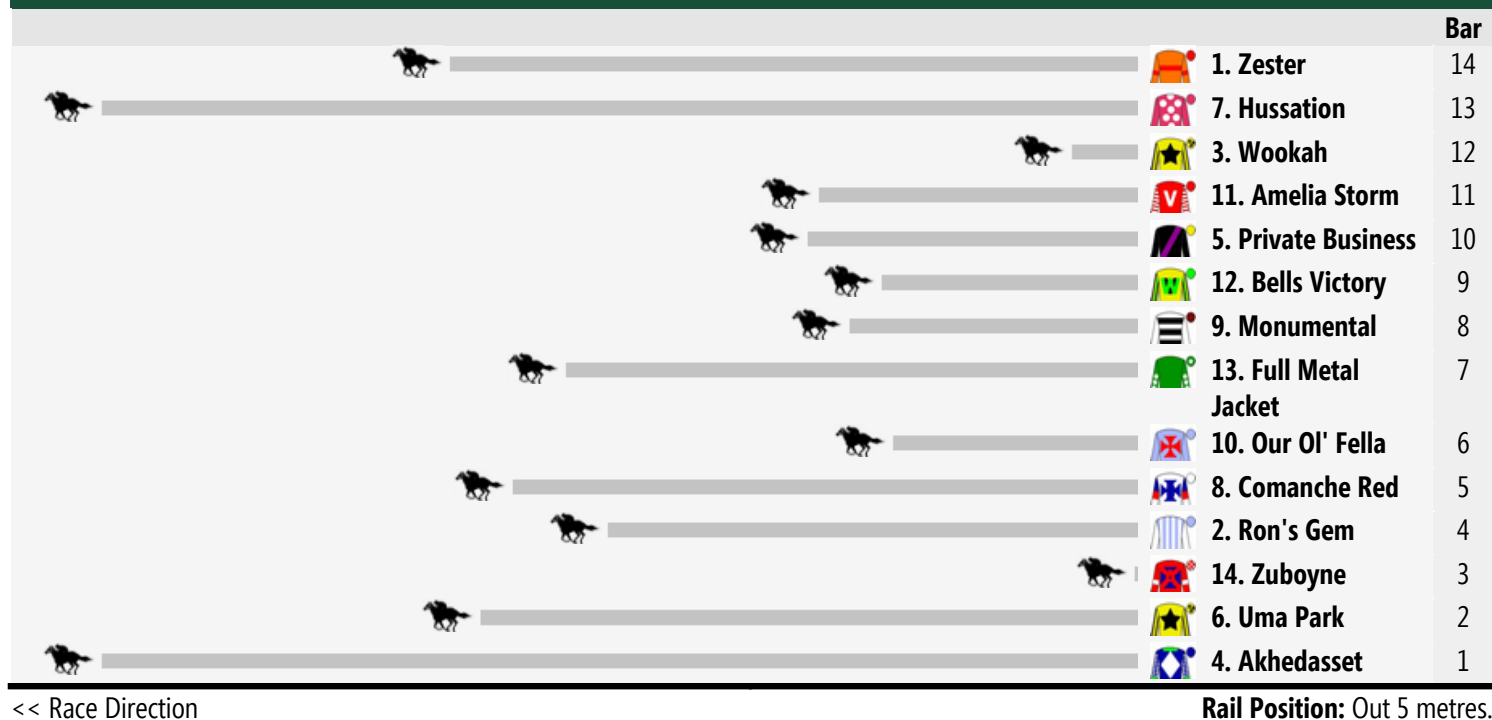 Bar
1. Zester 14
7. Hussation 13
3. Wookah 12
V 11. Amelia Storm 11
5. Private Business 10
W 12. Bells Victory 9
9. Monumental 8
13. Full Metal 7
Jacket
10. Our Ol' Fella 6
8. Comanche Red 5
2. Ron's Gem 4
14. Zuboyne 3
6. Uma Park 2
4. Akhedasset 1
<< Race Direction Rail Position: Out 5 metres.